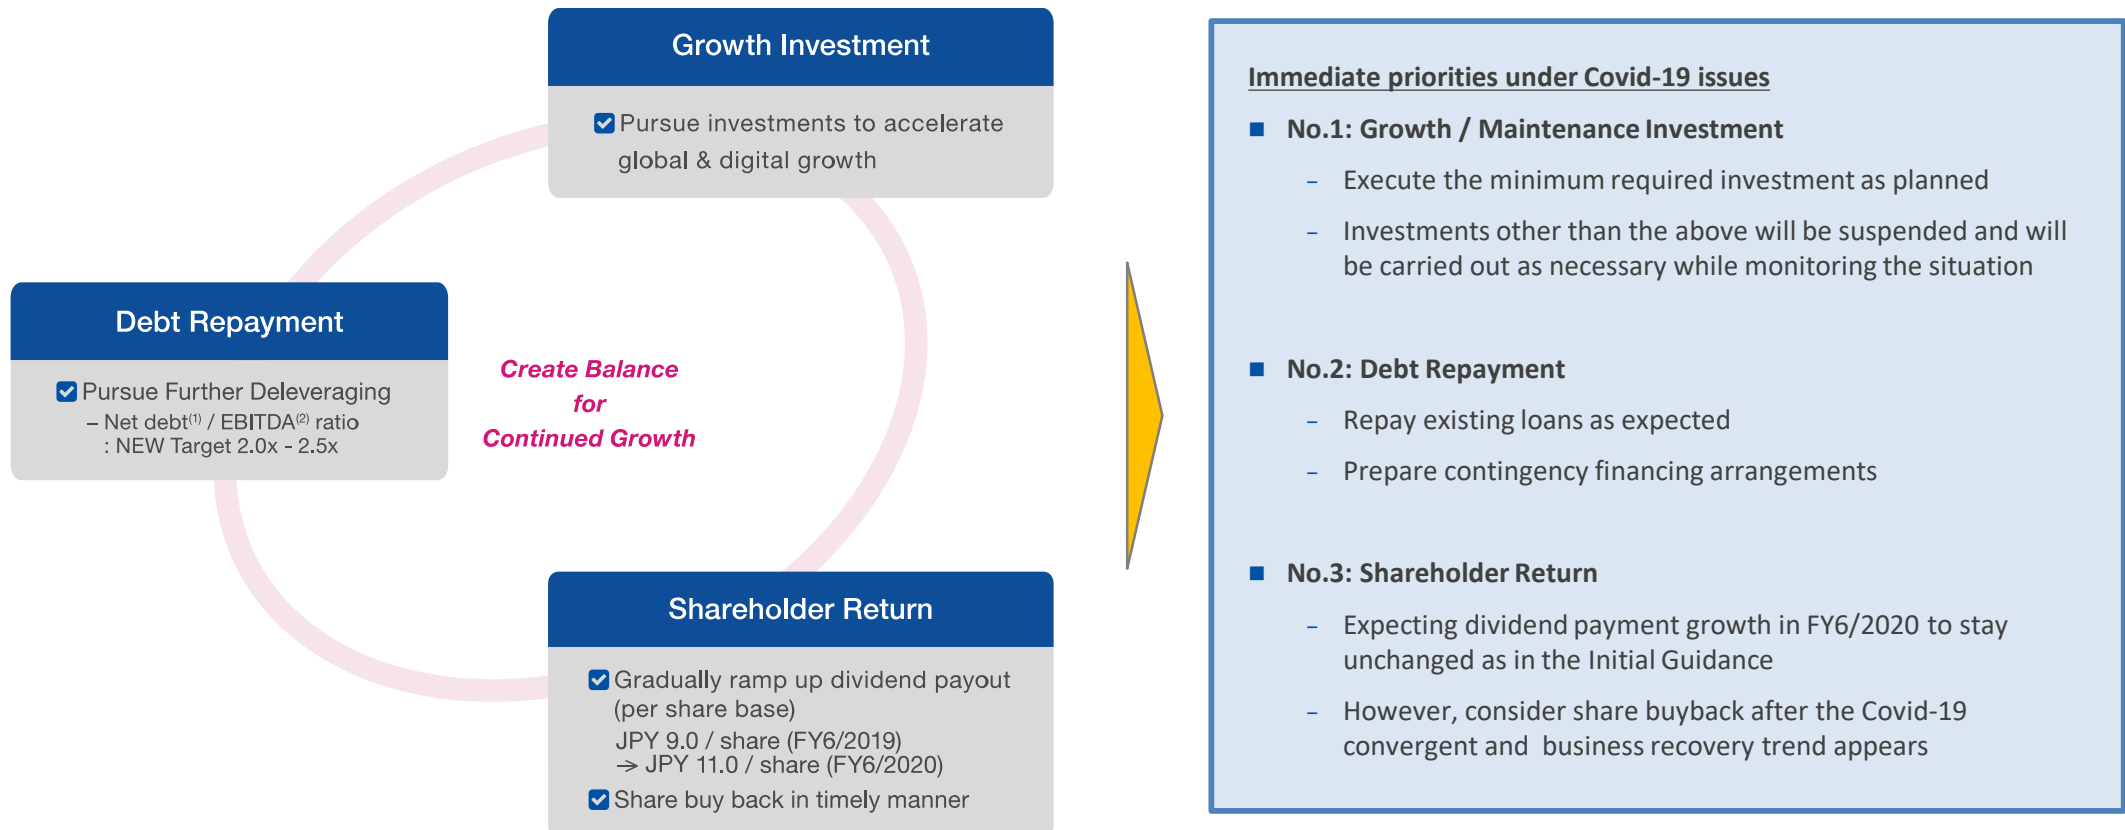 Growth Investment
Pursue investments to accelerate
global & digital growth
Debt Repayment
Pursue Further Deleveraging
– Net debt(1) / EBITDA(2) ratio
: NEW Target 2.0x - 2.5x
Create Balance
for
Continued Growth
Shareholder Return
Gradually ramp up dividend payout
(per share base)
JPY 9.0 / share (FY6/2019)
→ JPY 11.0 / share (FY6/2020)
Share buy back in timely manner
Immediate priorities under Covid-19 issues
■ No.1: Growth / Maintenance Investment
– Execute the minimum required investment as planned
– Investments other than the above will be suspended and will
be carried out as necessary while monitoring the situation
■ No.2: Debt Repayment
– Repay existing loans as expected
– Prepare contingency financing arrangements
■ No.3: Shareholder Return
– Expecting dividend payment growth in FY6/2020 to stay
unchanged as in the Initial Guidance
– However, consider share buyback after the Covid-19
convergent and  business recovery trend appears